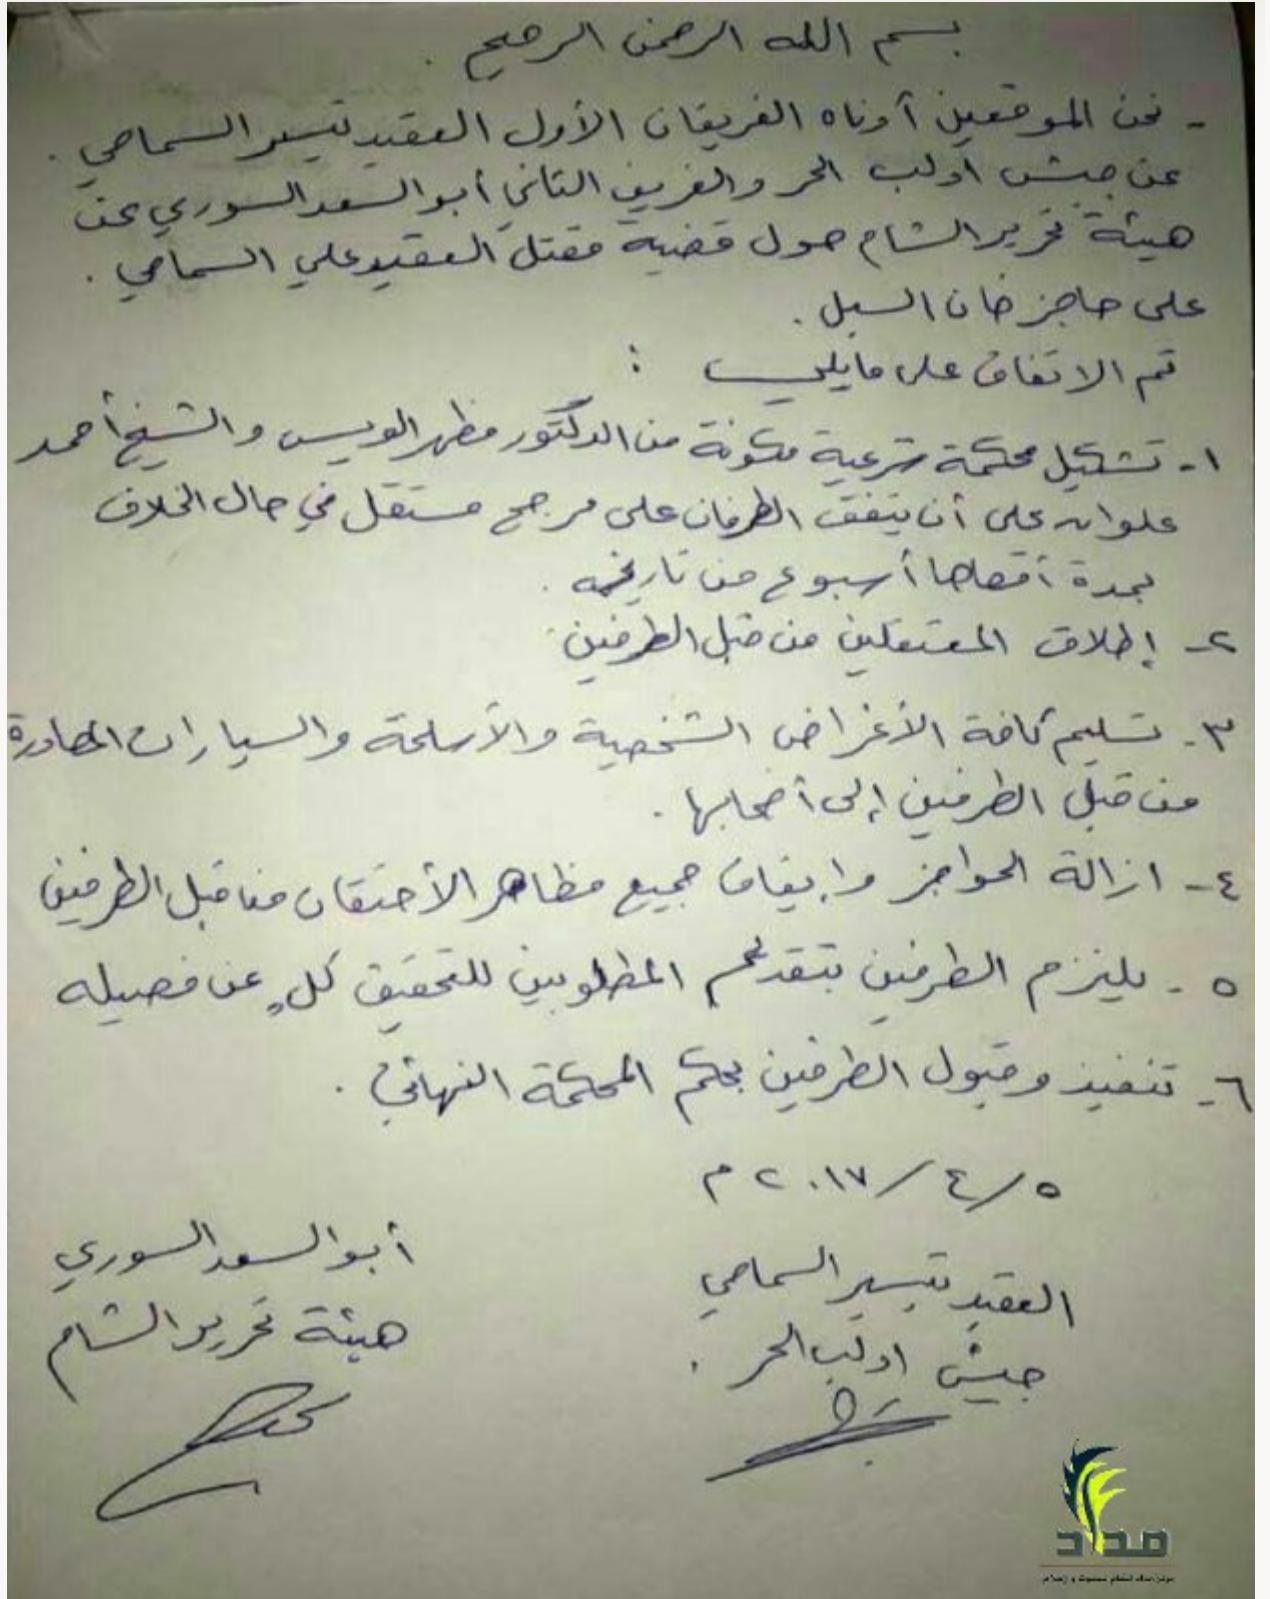 بسم الله الرحمن الرحيم .
- نحن الموقعين أدناه الفريقان الأول العقيد تيسير السماحي .
عن جيش ادلب الحر والفريق الثاني أبو السعد السوري عن
هيئة تحرير الشام حول قضية مقتل العقيد علي السماحي .
على حاجز خان السبل .
تم الاتفاق على مايلي :
١- تشكيل محكمة شرعية مكونة من الدكتور مظهر الويس والشيخ أحمد
علوان على أن يتفق الطرفان على مرجح مستقل في حال الخلاف
بمدة أقصاها أسبوع من تاريخه .
٢- إطلاق المعتقلين من قبل الطرفين .
٣- تسليم كافة الأغراض الشخصية والأسلحة والسيارات المصادرة
من قبل الطرفين إلى أصحابها .
٤- ازالة الحواجز وإيقاف جميع مظاهر الأحتقان من قبل الطرفين
٥- يلتزم الطرفين بتقديم المطلوبين للتحقيق كلٍ عن فصيله
٦- تنفيذ وقبول الطرفين بحكم المحكمة النهائي .
٥/٤/٢٠١٧ م
العقيد تيسير السماحي
جيش ادلب الحر .
أبو السعد السوري
هيئة تحرير الشام
مداد